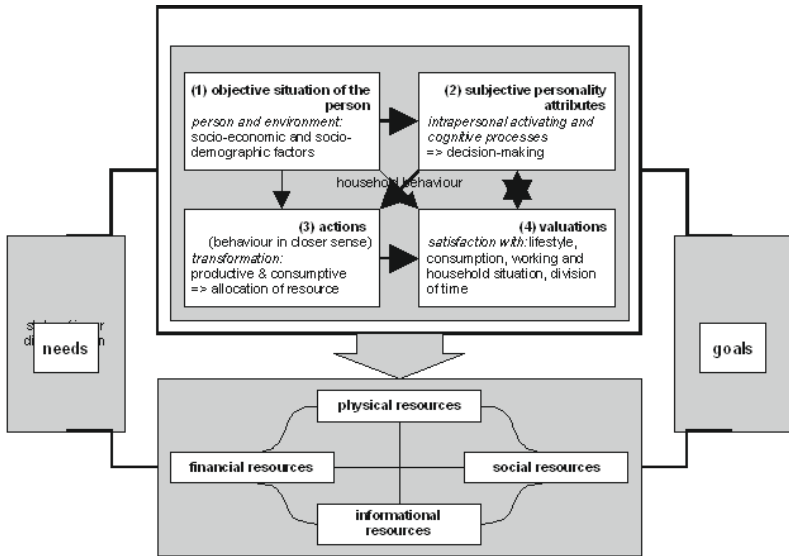 (1) objective situation of the
person
person and environment:
socio-economic and socio-
demographic factors
(2) subjective personality
attributes
intrapersonal activating and
cognitive processes
=> decision-making
household behaviour
(3) actions
(behaviour in closer sense)
transformation:
productive & consumptive
=> allocation of resource
(4) valuations
satisfaction with: lifestyle,
consumption, working and
household situation, division
of time
needs
goals
physical resources
financial resources
social resources
informational
resources